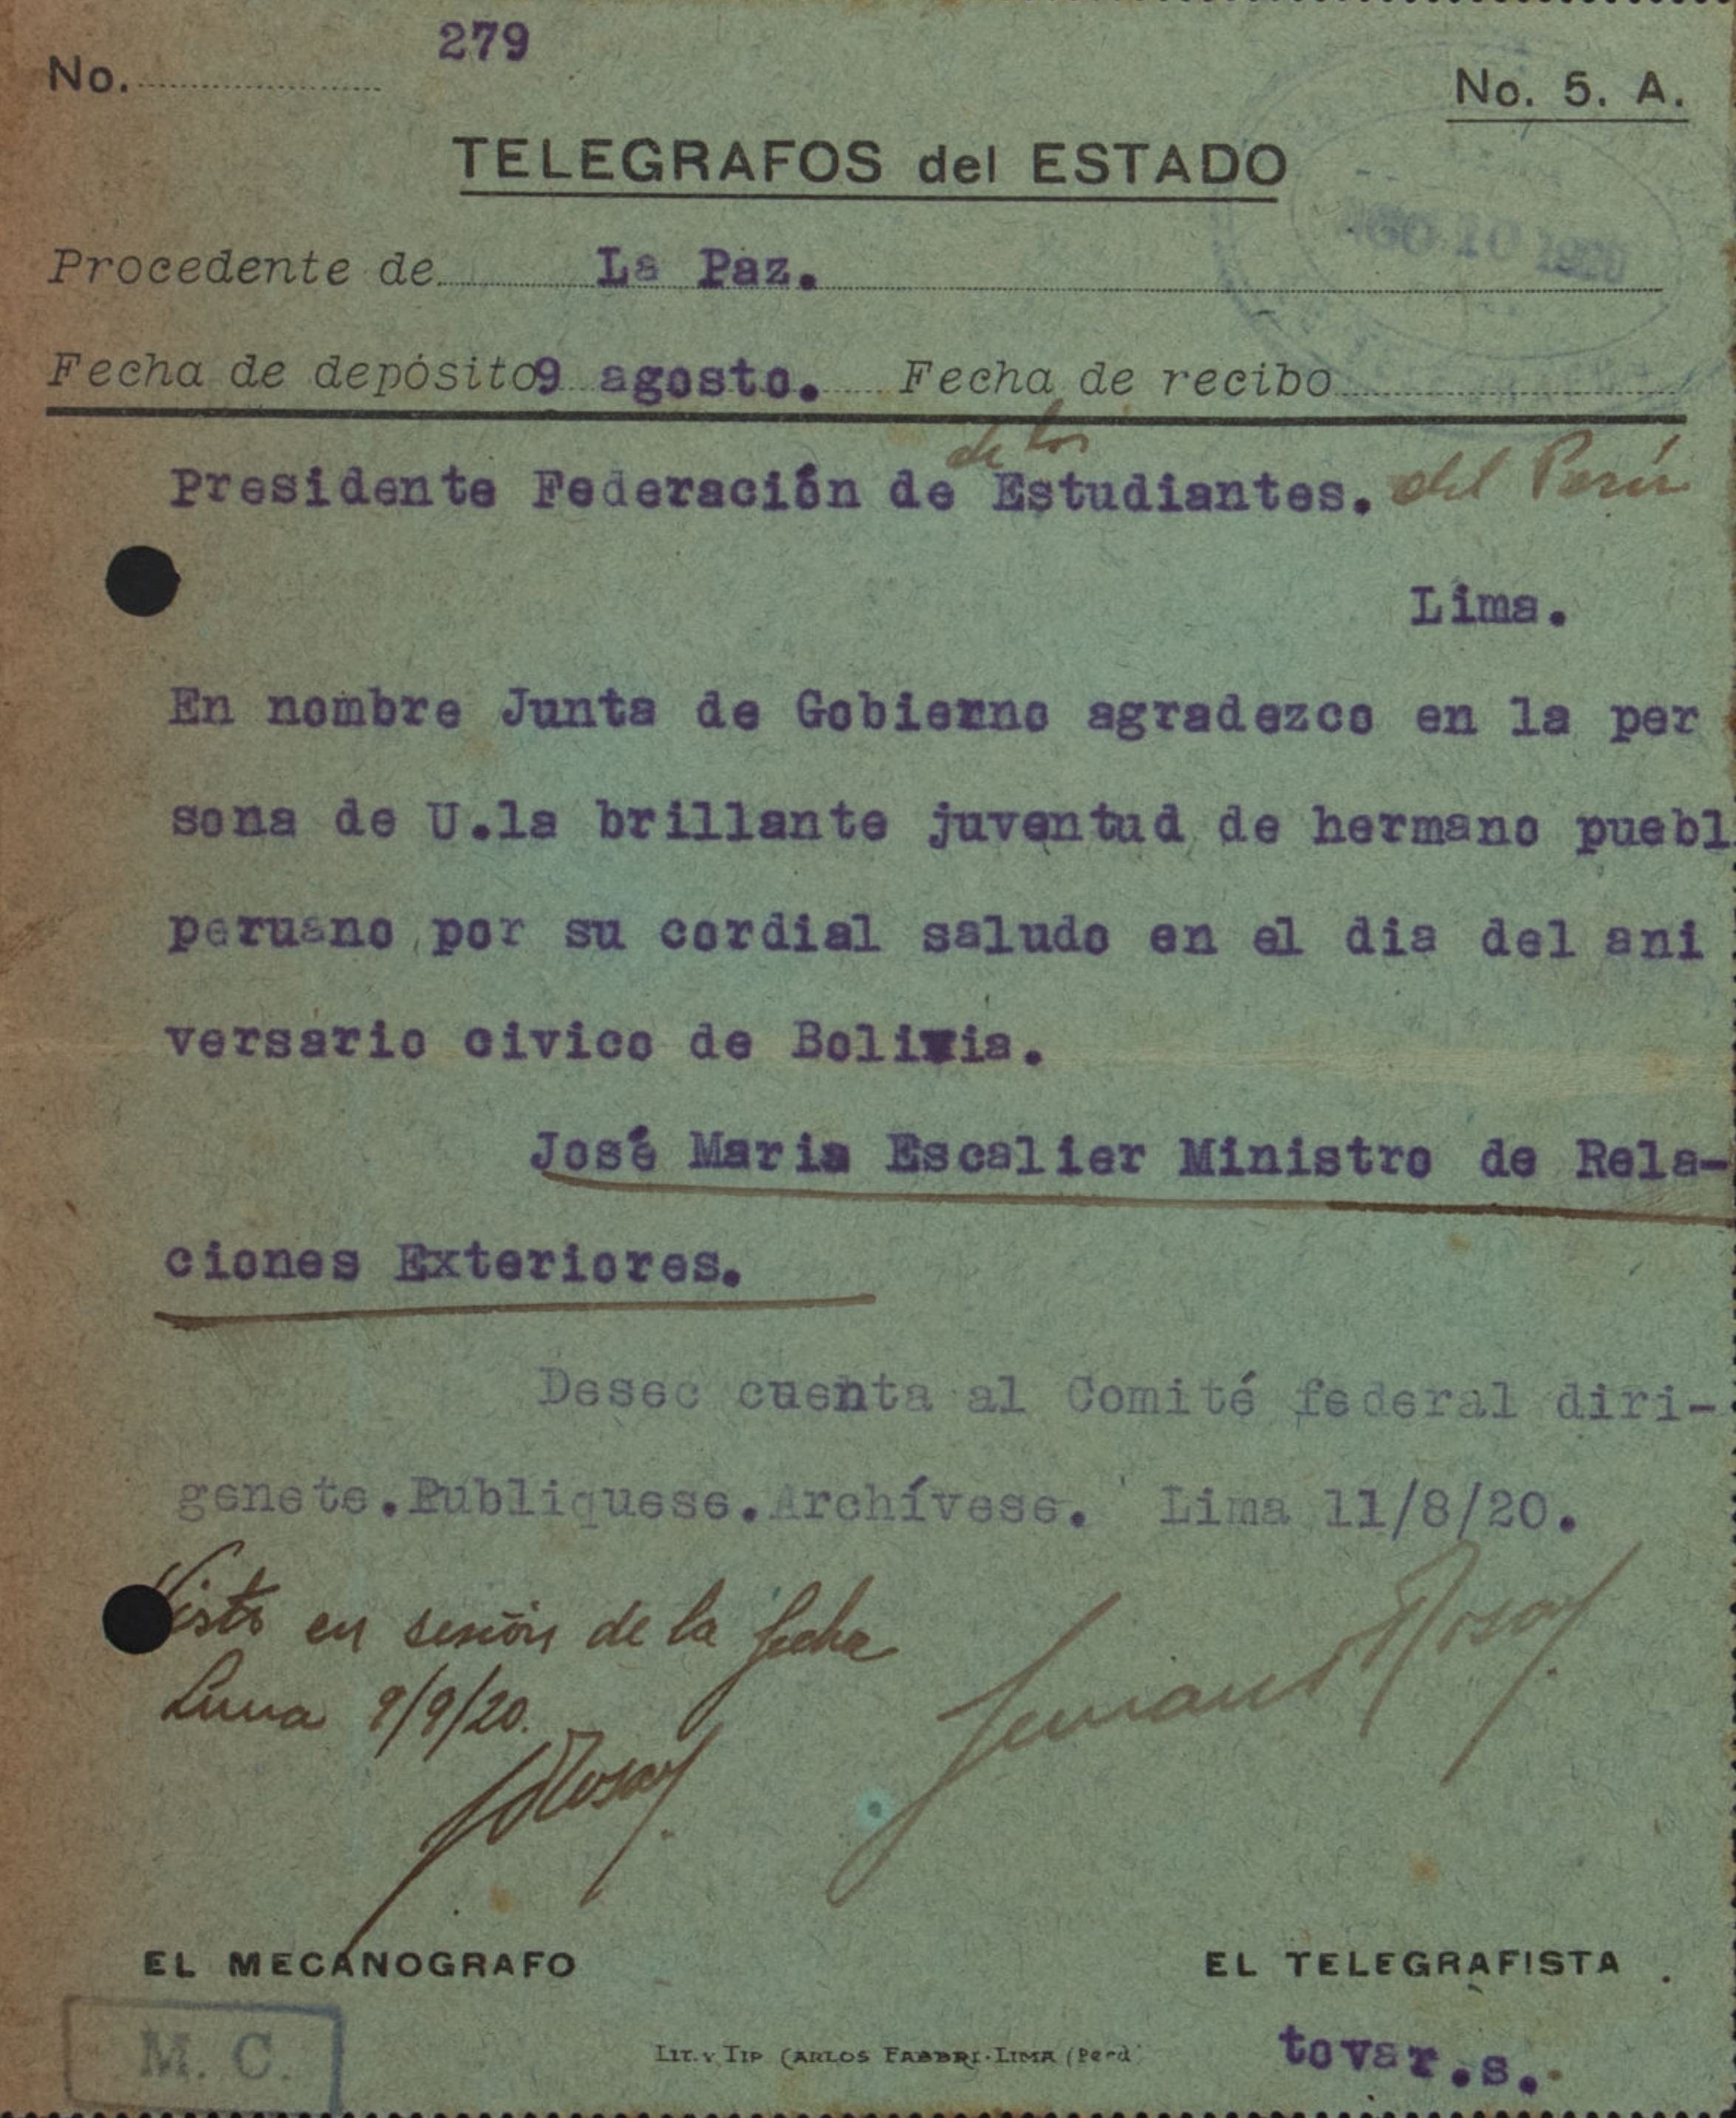 279
No.
No. 5. A.
TELEGRAFOS del ESTADO
AGO 10 1920
Procedente de La Paz.
Fecha de depósito 9 agosto. Fecha de recibo
de los
Presidente Federación de Estudiantes. del Perú
Lima.
En nombre Junta de Gobierno agradezco en la per
sona de U.la brillante juventud de hermano puebl
peruano por su cordial saludo en el dia del ani
versario civico de Bolivia.
José Maria Escalier Ministro de Rela-
ciones Exteriores.
Desec cuenta al Comité federal diri-
genete.Publiquese.Archívese. Lima 11/8/20.
Visto en sesión de la fecha
Lima 9/9/20.
EL MECANOGRAFO
EL TELEGRAFISTA
M. C.
LIT. y TIP CARLOS FABBRI-LIMA (Perú
tovar.s.